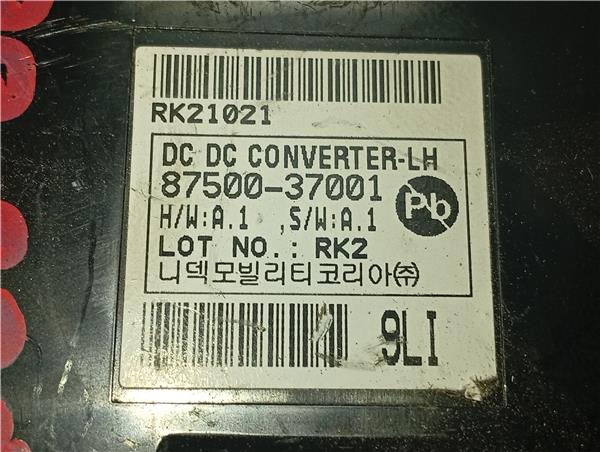 RK21021
DC DC CONVERTER-LH
87500-37001
Pb
H/W:A.1 ,S/W:A.1
LOT NO.: RK2
니덱모빌리티코리아㈜
9LI